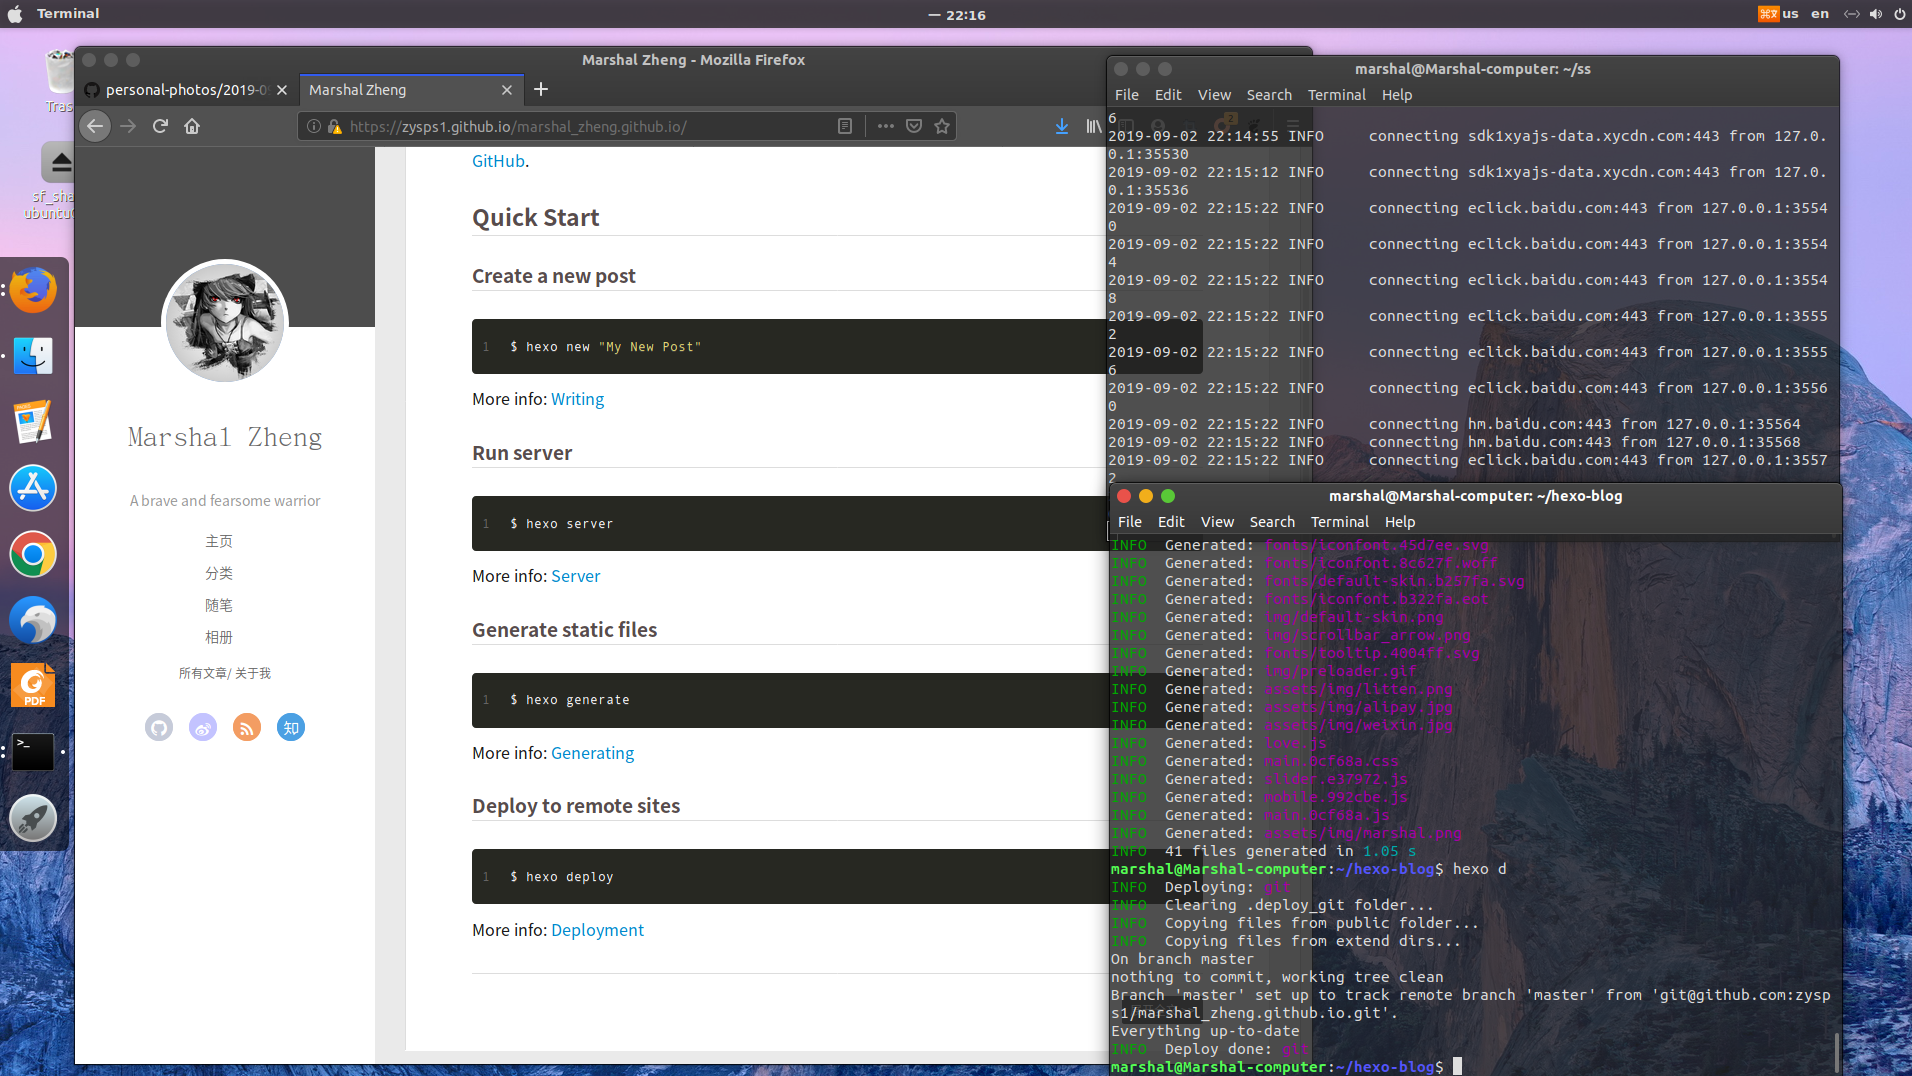 Terminal
— 22:16
us en
Tras
sf_sha
ubuntu
Marshal Zheng - Mozilla Firefox
personal-photos/2019-0
Marshal Zheng
https://zysps1.github.io/marshal_zheng.github.io/
Marshal Zheng
A brave and fearsome warrior
主页
分类
随笔
相册
所有文章/ 关于我
知
PDF
GitHub.
Quick Start
Create a new post
1 $ hexo new "My New Post"
More info: Writing
Run server
1 $ hexo server
More info: Server
Generate static files
1 $ hexo generate
More info: Generating
Deploy to remote sites
1 $ hexo deploy
More info: Deployment
marshal@Marshal-computer: ~/ss
File Edit View Search Terminal Help
6
2019-09-02 22:14:55 INFO     connecting sdk1xyajs-data.xycdn.com:443 from 127.0.
0.1:35530
2019-09-02 22:15:12 INFO     connecting sdk1xyajs-data.xycdn.com:443 from 127.0.
0.1:35536
2019-09-02 22:15:22 INFO     connecting eclick.baidu.com:443 from 127.0.0.1:3554
0
2019-09-02 22:15:22 INFO     connecting eclick.baidu.com:443 from 127.0.0.1:3554
4
2019-09-02 22:15:22 INFO     connecting eclick.baidu.com:443 from 127.0.0.1:3554
8
2019-09-02 22:15:22 INFO     connecting eclick.baidu.com:443 from 127.0.0.1:3555
2
2019-09-02 22:15:22 INFO     connecting eclick.baidu.com:443 from 127.0.0.1:3555
6
2019-09-02 22:15:22 INFO     connecting eclick.baidu.com:443 from 127.0.0.1:3556
0
2019-09-02 22:15:22 INFO     connecting hm.baidu.com:443 from 127.0.0.1:35564
2019-09-02 22:15:22 INFO     connecting hm.baidu.com:443 from 127.0.0.1:35568
2019-09-02 22:15:22 INFO     connecting eclick.baidu.com:443 from 127.0.0.1:3557
2
marshal@Marshal-computer: ~/hexo-blog
File Edit View Search Terminal Help
INFO  Generated: fonts/iconfont.45d7ee.svg
INFO  Generated: fonts/iconfont.8c627f.woff
INFO  Generated: fonts/default-skin.b257fa.svg
INFO  Generated: fonts/iconfont.b322fa.eot
INFO  Generated: img/default-skin.png
INFO  Generated: img/scrollbar_arrow.png
INFO  Generated: fonts/tooltip.4004ff.svg
INFO  Generated: img/preloader.gif
INFO  Generated: assets/img/litten.png
INFO  Generated: assets/img/alipay.jpg
INFO  Generated: assets/img/weixin.jpg
INFO  Generated: love.js
INFO  Generated: main.0cf68a.css
INFO  Generated: slider.e37972.js
INFO  Generated: mobile.992cbe.js
INFO  Generated: main.0cf68a.js
INFO  Generated: assets/img/marshal.png
INFO  41 files generated in 1.05 s
marshal@Marshal-computer:~/hexo-blog$ hexo d
INFO  Deploying: git
INFO  Clearing .deploy_git folder...
INFO  Copying files from public folder...
INFO  Copying files from extend dirs...
On branch master
nothing to commit, working tree clean
Branch 'master' set up to track remote branch 'master' from 'git@github.com:zysp
s1/marshal_zheng.github.io.git'.
Everything up-to-date
INFO  Deploy done: git
marshal@Marshal-computer:~/hexo-blog$